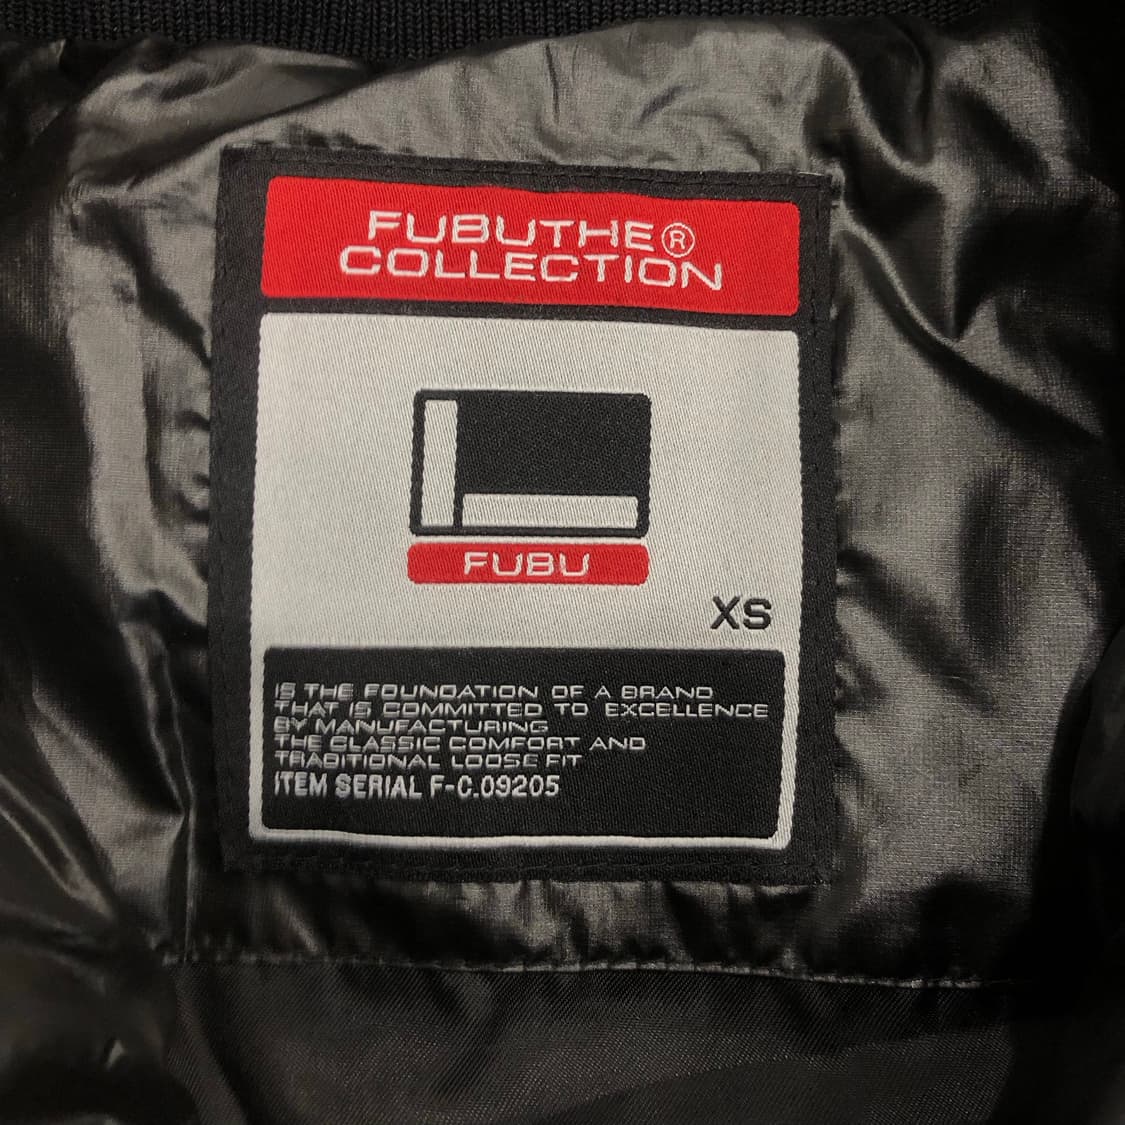 FUBUTHE®
COLLECTION
FUBU
XS
IS THE FOUNDATION OF A BRAND
THAT IS COMMITTED TO EXCELLENCE
BY MANUFACTURING
THE CLASSIC COMFORT AND
TRADITIONAL LOOSE FIT
ITEM SERIAL F-C.09205